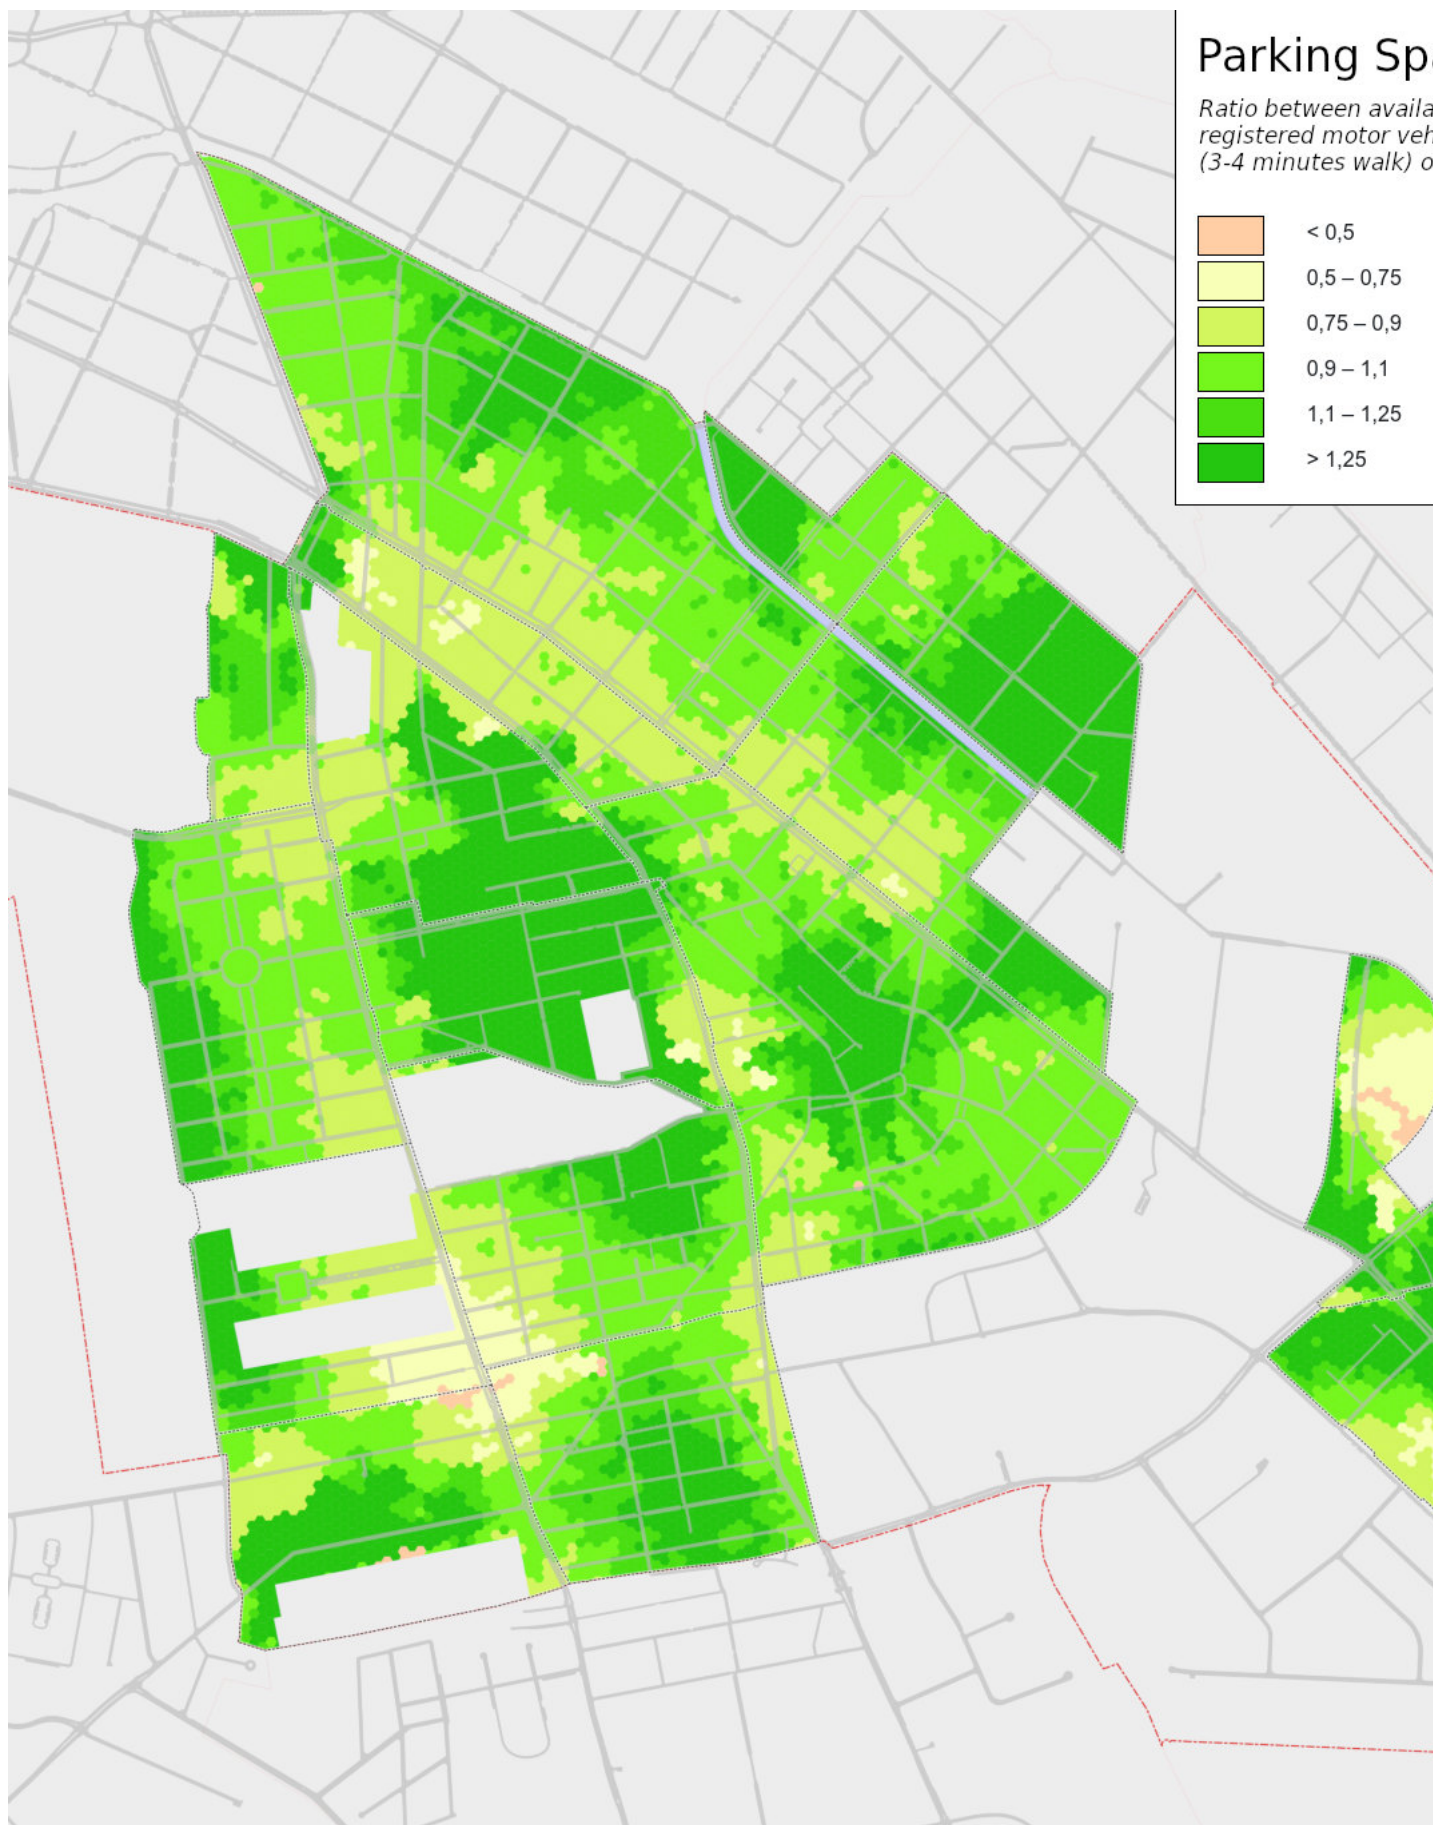 Parking Spa
Ratio between availa
registered motor veh
(3-4 minutes walk) o
< 0,5
0,5 – 0,75
0,75 – 0,9
0,9 – 1,1
1,1 – 1,25
> 1,25